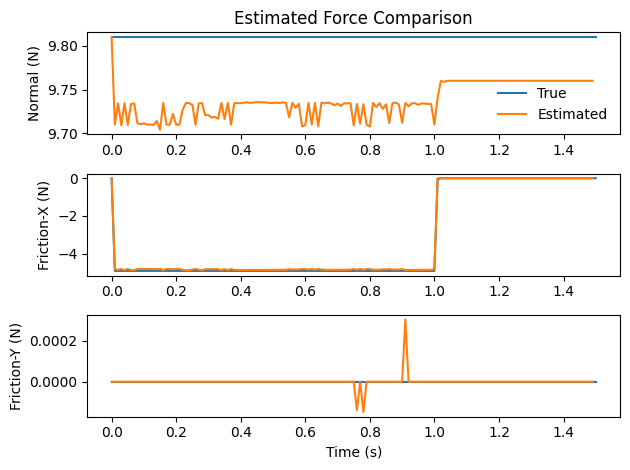 Estimated Force Comparison
Normal (N)
9.80
9.75
9.70
True
Estimated
0.0 0.2 0.4 0.6 0.8 1.0 1.2 1.4
Friction-X (N)
0
−2
−4
0.0 0.2 0.4 0.6 0.8 1.0 1.2 1.4
Friction-Y (N)
0.0002
0.0000
0.0 0.2 0.4 0.6 0.8 1.0 1.2 1.4
Time (s)